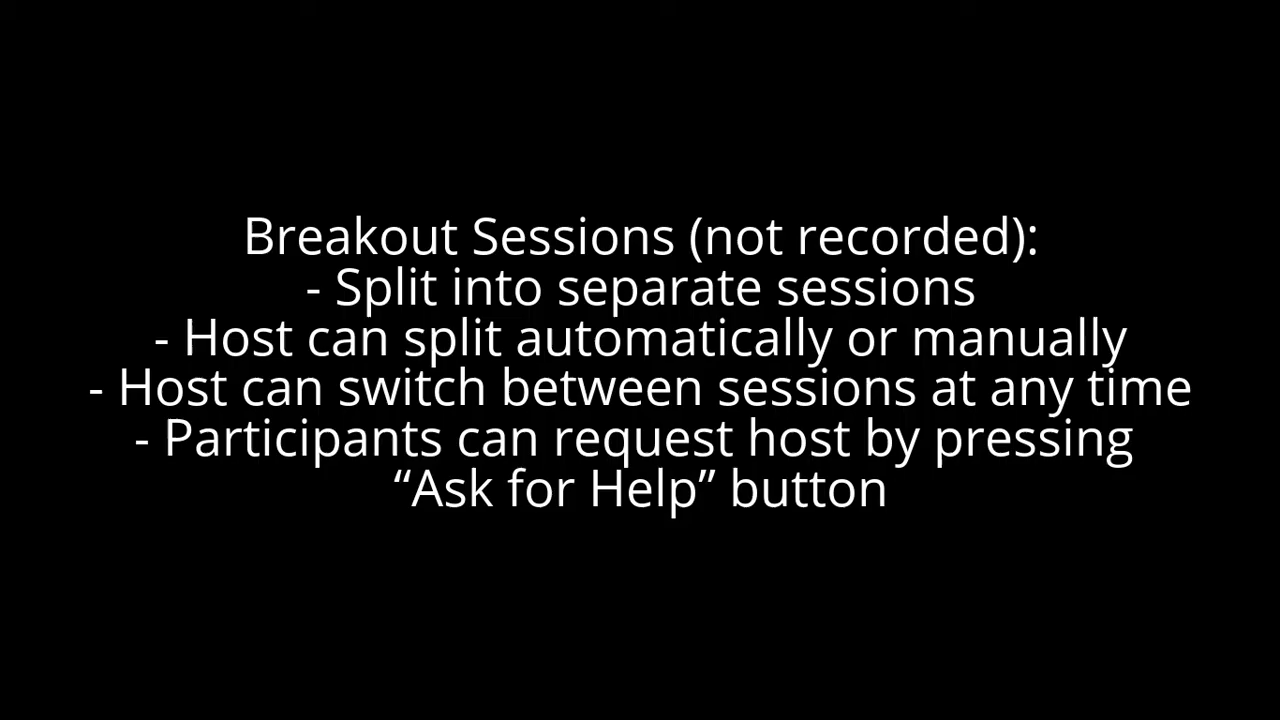 Breakout Sessions (not recorded):
- Split into separate sessions
- Host can split automatically or manually
- Host can switch between sessions at any time
- Participants can request host by pressing
“Ask for Help” button